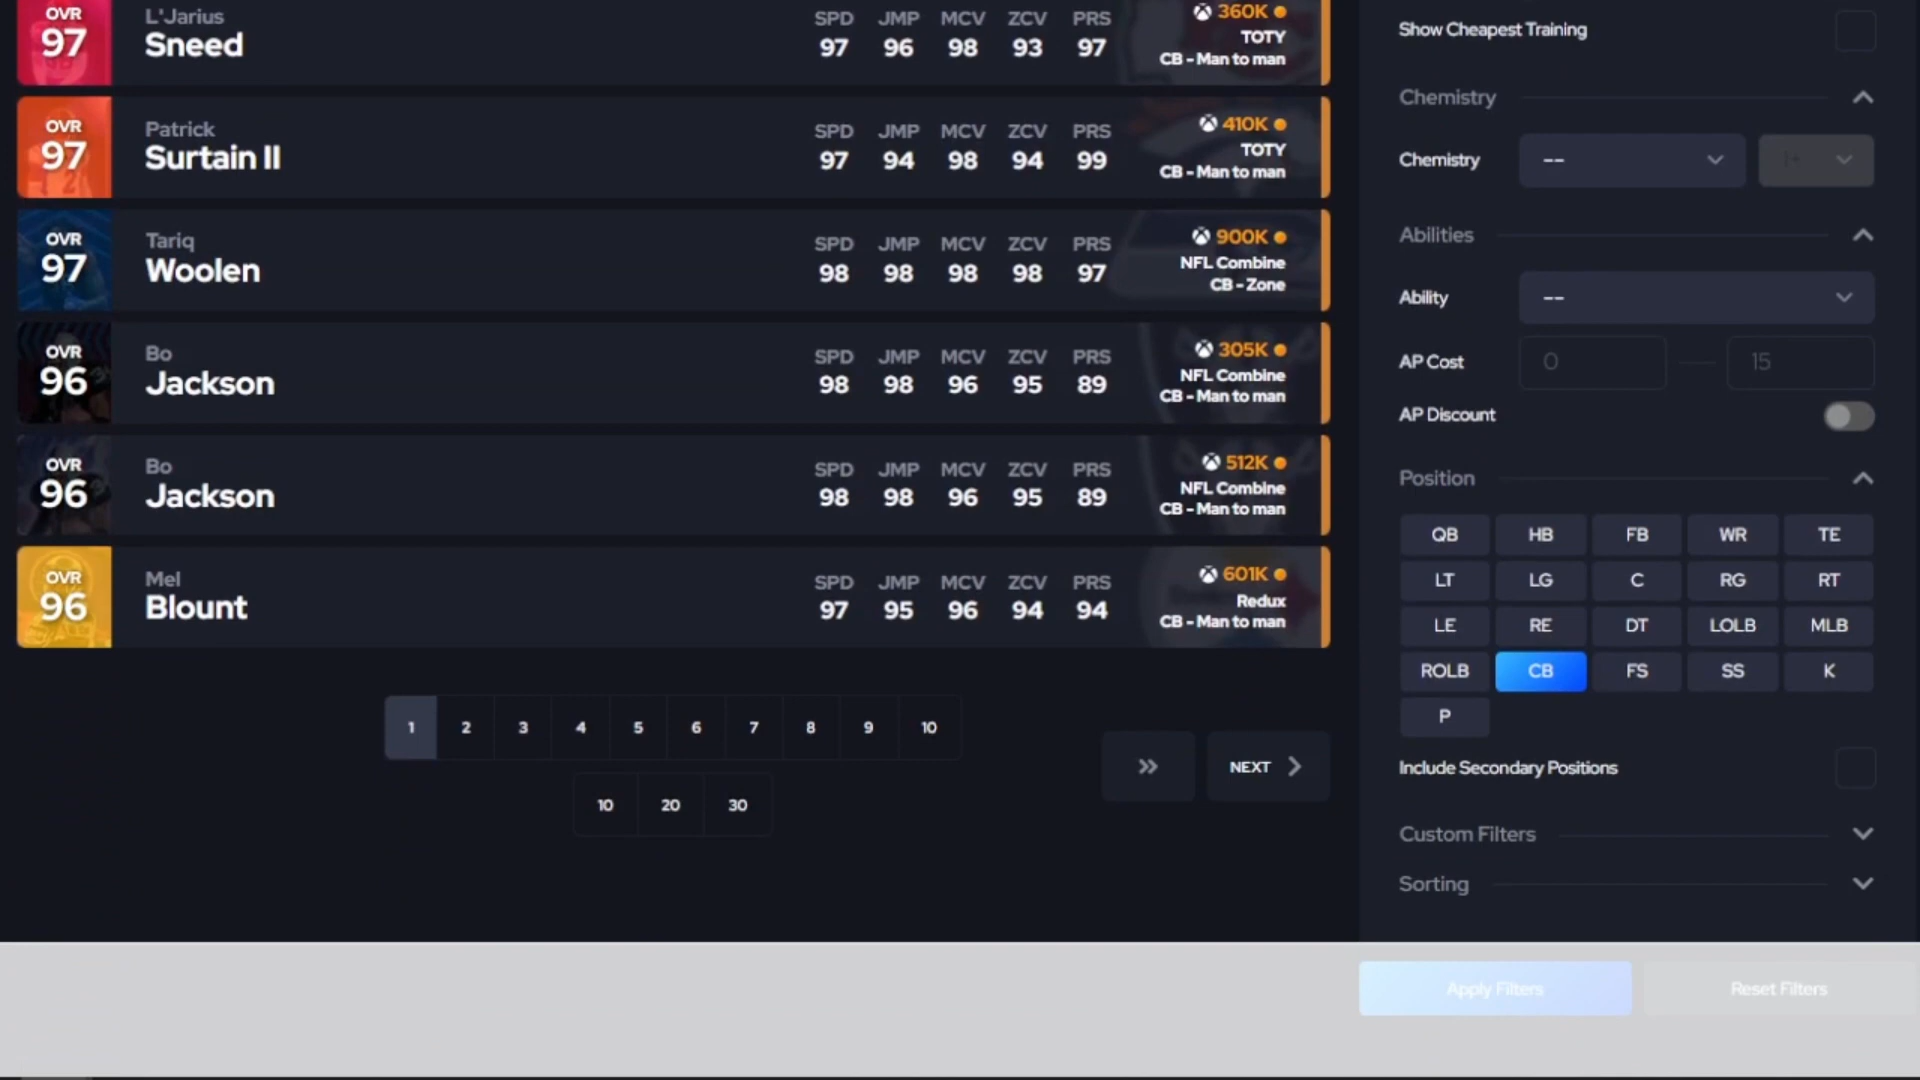 OVR
97
L'Jarius
Sneed
SPD JMP MCV ZCV PRS
97 96 98 93 97
360K
TOTY
CB - Man to man
OVR
97
Patrick
Surtain II
SPD JMP MCV ZCV PRS
97 94 98 94 99
410K
TOTY
CB - Man to man
OVR
97
Tariq
Woolen
SPD JMP MCV ZCV PRS
98 98 98 98 97
900K
NFL Combine
CB - Zone
OVR
96
Bo
Jackson
SPD JMP MCV ZCV PRS
98 98 96 95 89
305K
NFL Combine
CB - Man to man
OVR
96
Bo
Jackson
SPD JMP MCV ZCV PRS
98 98 96 95 89
512K
NFL Combine
CB - Man to man
OVR
96
Mel
Blount
SPD JMP MCV ZCV PRS
97 95 96 94 94
601K
Redux
CB - Man to man
1 2 3 4 5 6 7 8 9 10
10 20 30
» NEXT >
Show Cheapest Training
Chemistry
Chemistry -- 1+
Abilities
Ability --
AP Cost 0 15
AP Discount
Position
QB HB FB WR TE
LT LG C RG RT
LE RE DT LOLB MLB
ROLB CB FS SS K
P
Include Secondary Positions
Custom Filters
Sorting
Apply Filters Reset Filters